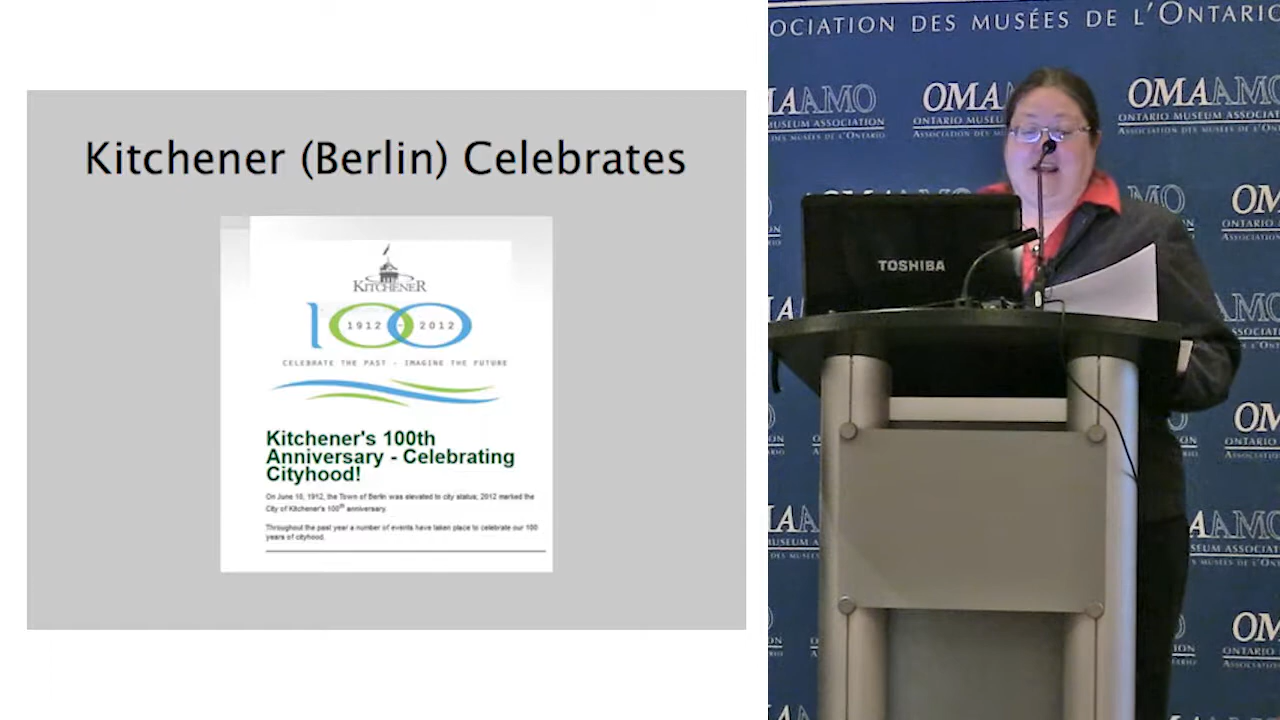 Kitchener (Berlin) Celebrates
KITCHENER
100
1912 - 2012
CELEBRATE THE PAST - IMAGINE THE FUTURE
Kitchener's 100th
Anniversary - Celebrating
Cityhood!
On June 10, 1912, the Town of Berlin was elevated to city status; 2012 marked the
City of Kitchener's 100th anniversary.
Throughout the past year a number of events have taken place to celebrate our 100
years of cityhood.
OCIATION DES MUSÉES DE L'ONTARIO
OMAAMO
ONTARIO MUSEUM ASSOCIATION
ASSOCIATION DES MUSÉES DE L'ONTARIO
TOSHIBA